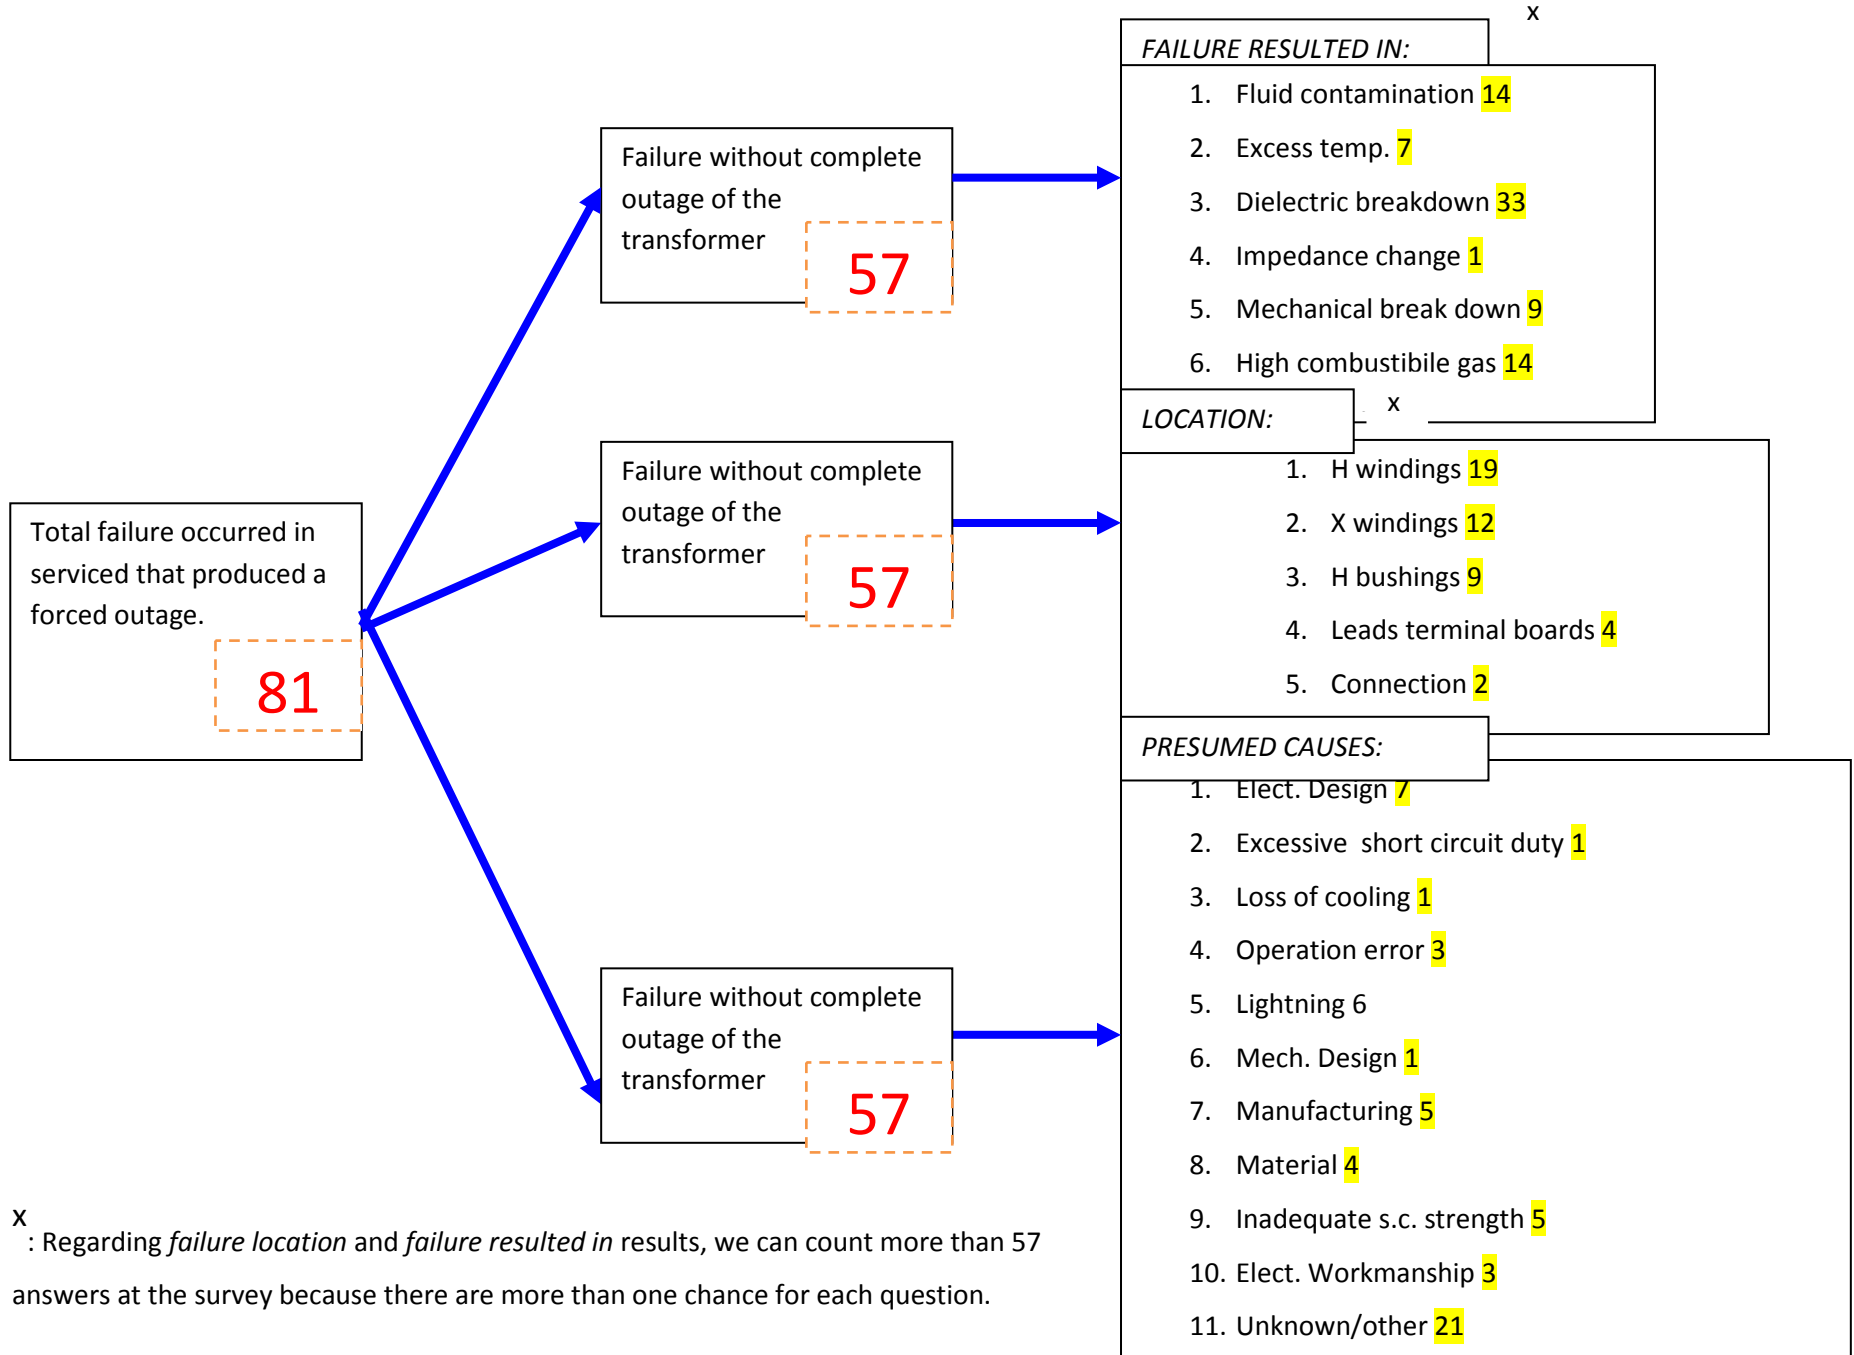 Total failure occurred in
serviced that produced a
forced outage.
81
Failure without complete
outage of the
transformer
57
x
FAILURE RESULTED IN:
1. Fluid contamination 14
2. Excess temp. 7
3. Dielectric breakdown 33
4. Impedance change 1
5. Mechanical break down 9
6. High combustibile gas 14
Failure without complete
outage of the
transformer
57
x
LOCATION:
1. H windings 19
2. X windings 12
3. H bushings 9
4. Leads terminal boards 4
5. Connection 2
Failure without complete
outage of the
transformer
57
PRESUMED CAUSES:
1. Elect. Design 7
2. Excessive short circuit duty 1
3. Loss of cooling 1
4. Operation error 3
5. Lightning 6
6. Mech. Design 1
7. Manufacturing 5
8. Material 4
9. Inadequate s.c. strength 5
10. Elect. Workmanship 3
11. Unknown/other 21
x
: Regarding failure location and failure resulted in results, we can count more than 57
answers at the survey because there are more than one chance for each question.